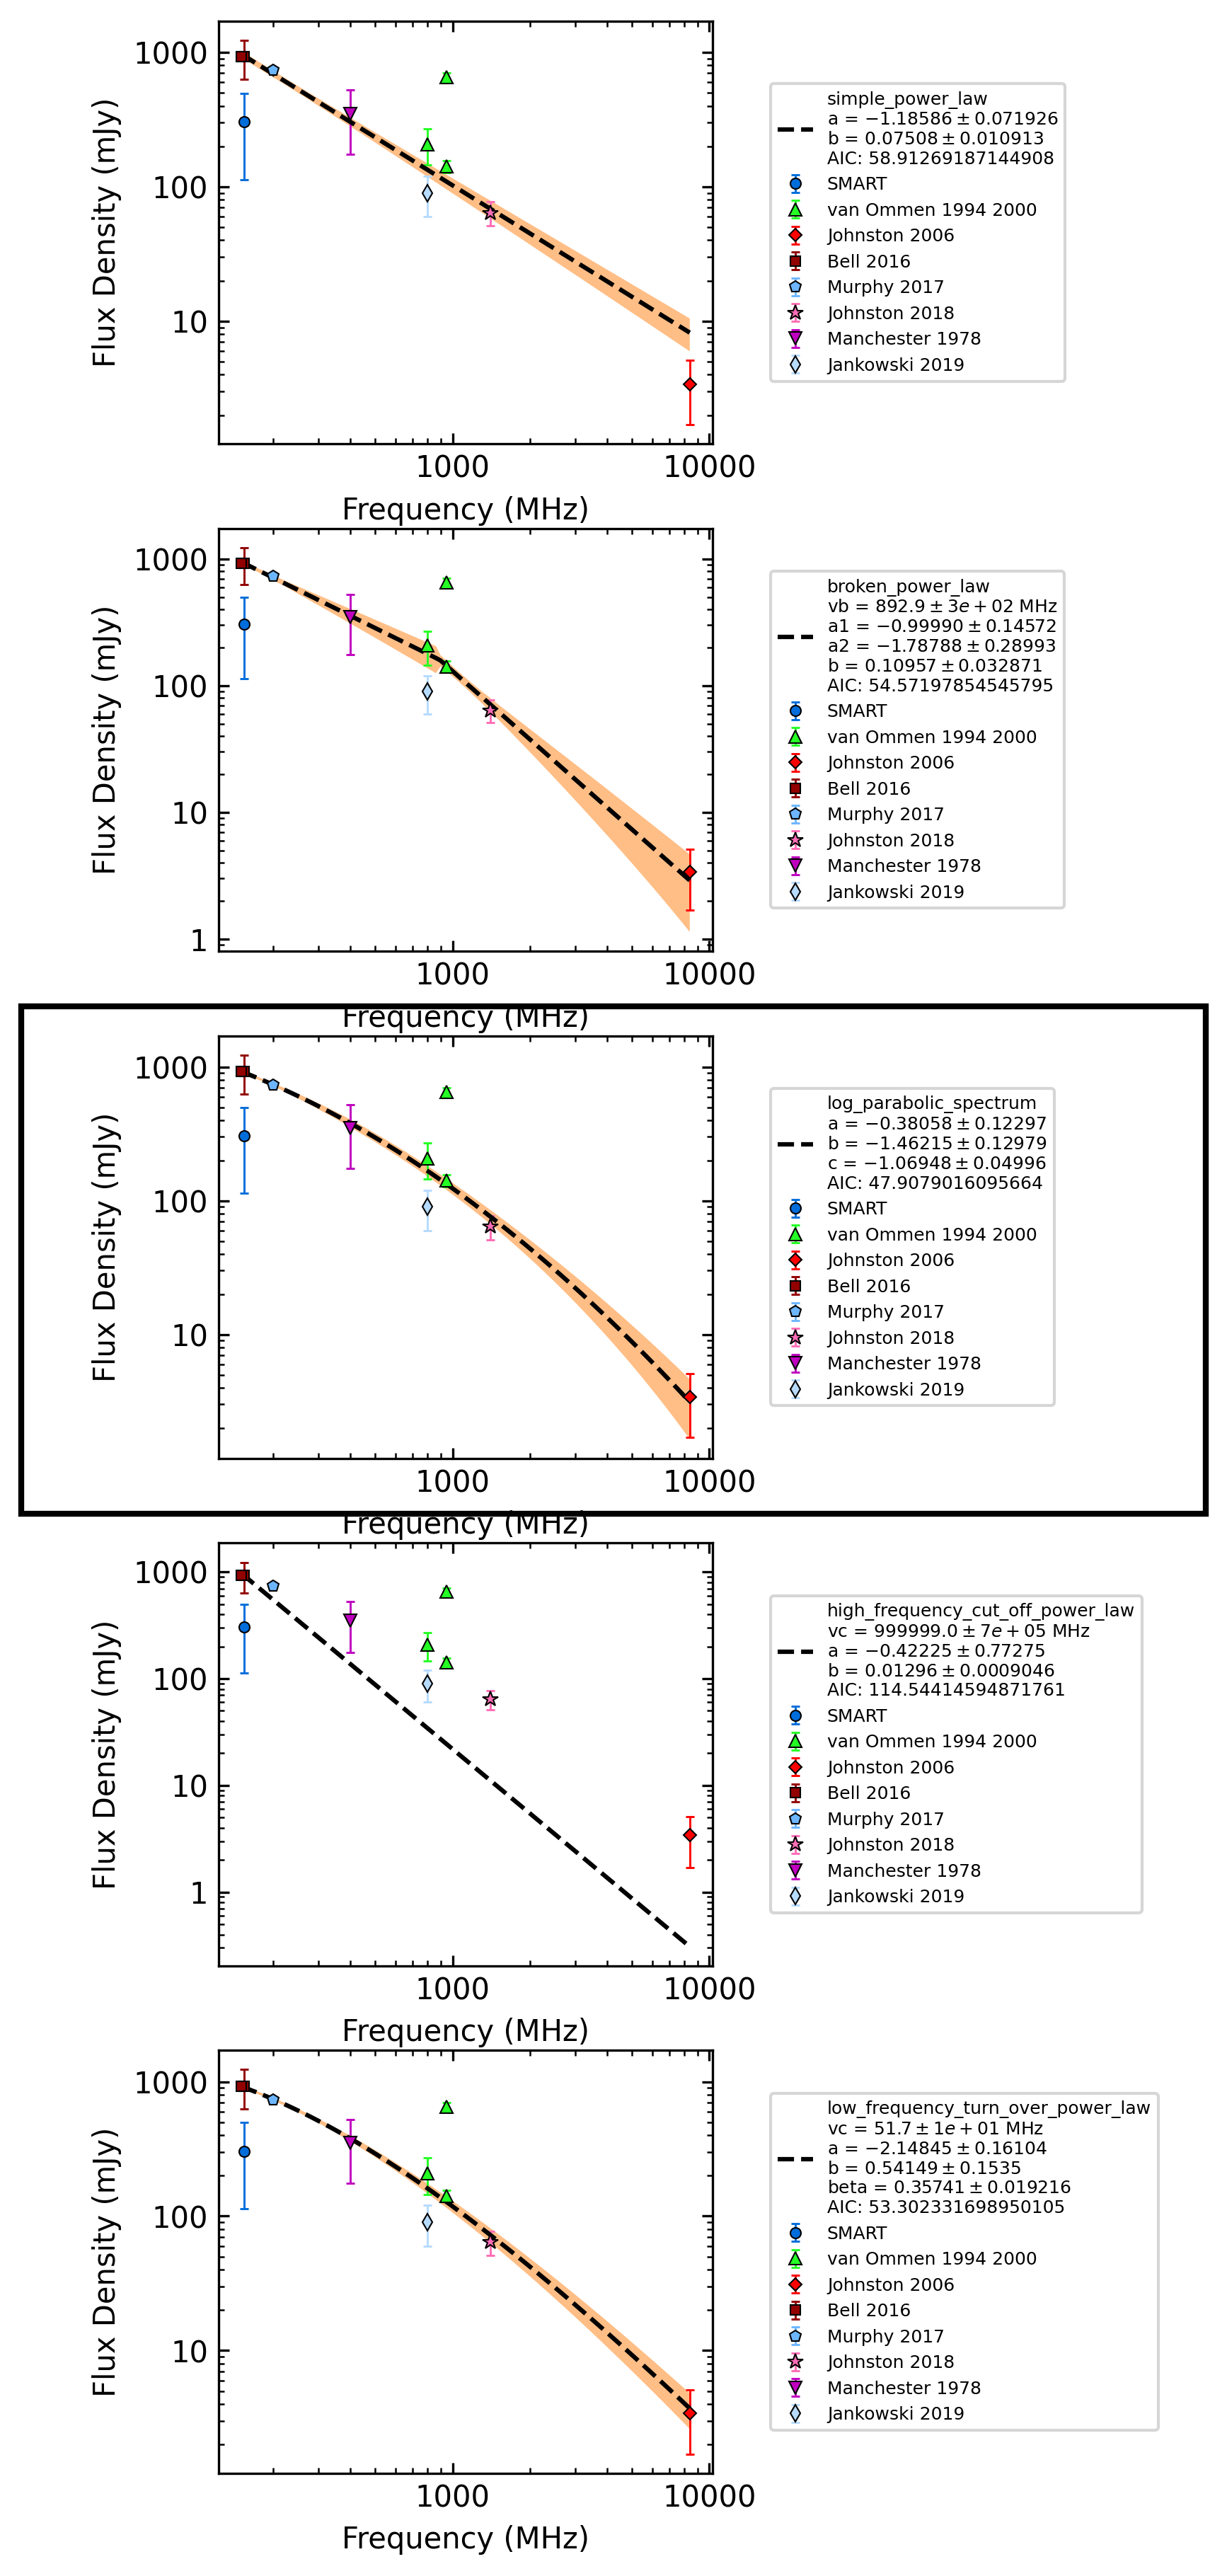 1000
100
10
Flux Density (mJy)
1000
10000
Frequency (MHz)
simple_power_law
a = −1.18586 ± 0.071926
b = 0.07508 ± 0.010913
AIC: 58.91269187144908
SMART
van Ommen 1994 2000
Johnston 2006
Bell 2016
Murphy 2017
Johnston 2018
Manchester 1978
Jankowski 2019
1000
100
10
1
Flux Density (mJy)
1000
10000
Frequency (MHz)
broken_power_law
vb = 892.9 ± 3e + 02 MHz
a1 = −0.99990 ± 0.14572
a2 = −1.78788 ± 0.28993
b = 0.10957 ± 0.032871
AIC: 54.57197854545795
SMART
van Ommen 1994 2000
Johnston 2006
Bell 2016
Murphy 2017
Johnston 2018
Manchester 1978
Jankowski 2019
1000
100
10
Flux Density (mJy)
1000
10000
Frequency (MHz)
log_parabolic_spectrum
a = −0.38058 ± 0.12297
b = −1.46215 ± 0.12979
c = −1.06948 ± 0.04996
AIC: 47.9079016095664
SMART
van Ommen 1994 2000
Johnston 2006
Bell 2016
Murphy 2017
Johnston 2018
Manchester 1978
Jankowski 2019
1000
100
10
1
Flux Density (mJy)
1000
10000
Frequency (MHz)
high_frequency_cut_off_power_law
vc = 999999.0 ± 7e + 05 MHz
a = −0.42225 ± 0.77275
b = 0.01296 ± 0.0009046
AIC: 114.54414594871761
SMART
van Ommen 1994 2000
Johnston 2006
Bell 2016
Murphy 2017
Johnston 2018
Manchester 1978
Jankowski 2019
1000
100
10
Flux Density (mJy)
1000
10000
Frequency (MHz)
low_frequency_turn_over_power_law
vc = 51.7 ± 1e + 01 MHz
a = −2.14845 ± 0.16104
b = 0.54149 ± 0.1535
beta = 0.35741 ± 0.019216
AIC: 53.302331698950105
SMART
van Ommen 1994 2000
Johnston 2006
Bell 2016
Murphy 2017
Johnston 2018
Manchester 1978
Jankowski 2019